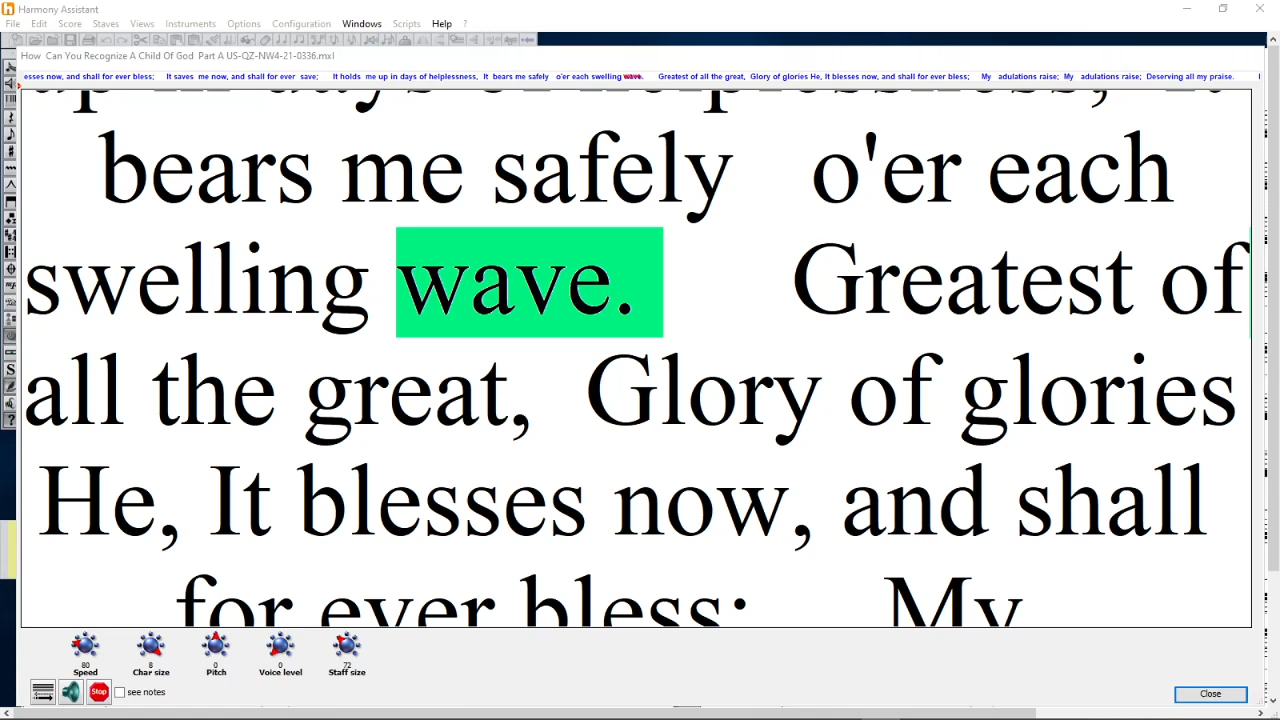 Harmony Assistant
File Edit Score Staves Views Instruments Options Configuration Windows Scripts Help ?
How Can You Recognize A Child Of God Part A US-QZ-NW4-21-0336.mxl
esses now, and shall for ever bless; It saves me now, and shall for ever save; It holds me up in days of helplessness, It bears me safely o'er each swelling wave. Greatest of all the great, Glory of glories He, It blesses now, and shall for ever bless; My adulations raise; My adulations raise; Deserving all my praise.
up in days of helplessness, It
bears me safely o'er each
swelling wave. Greatest of
all the great, Glory of glories
He, It blesses now, and shall
for ever bless; My
80 8 0 0 72
Speed Char size Pitch Voice level Staff size
Stop see notes Close